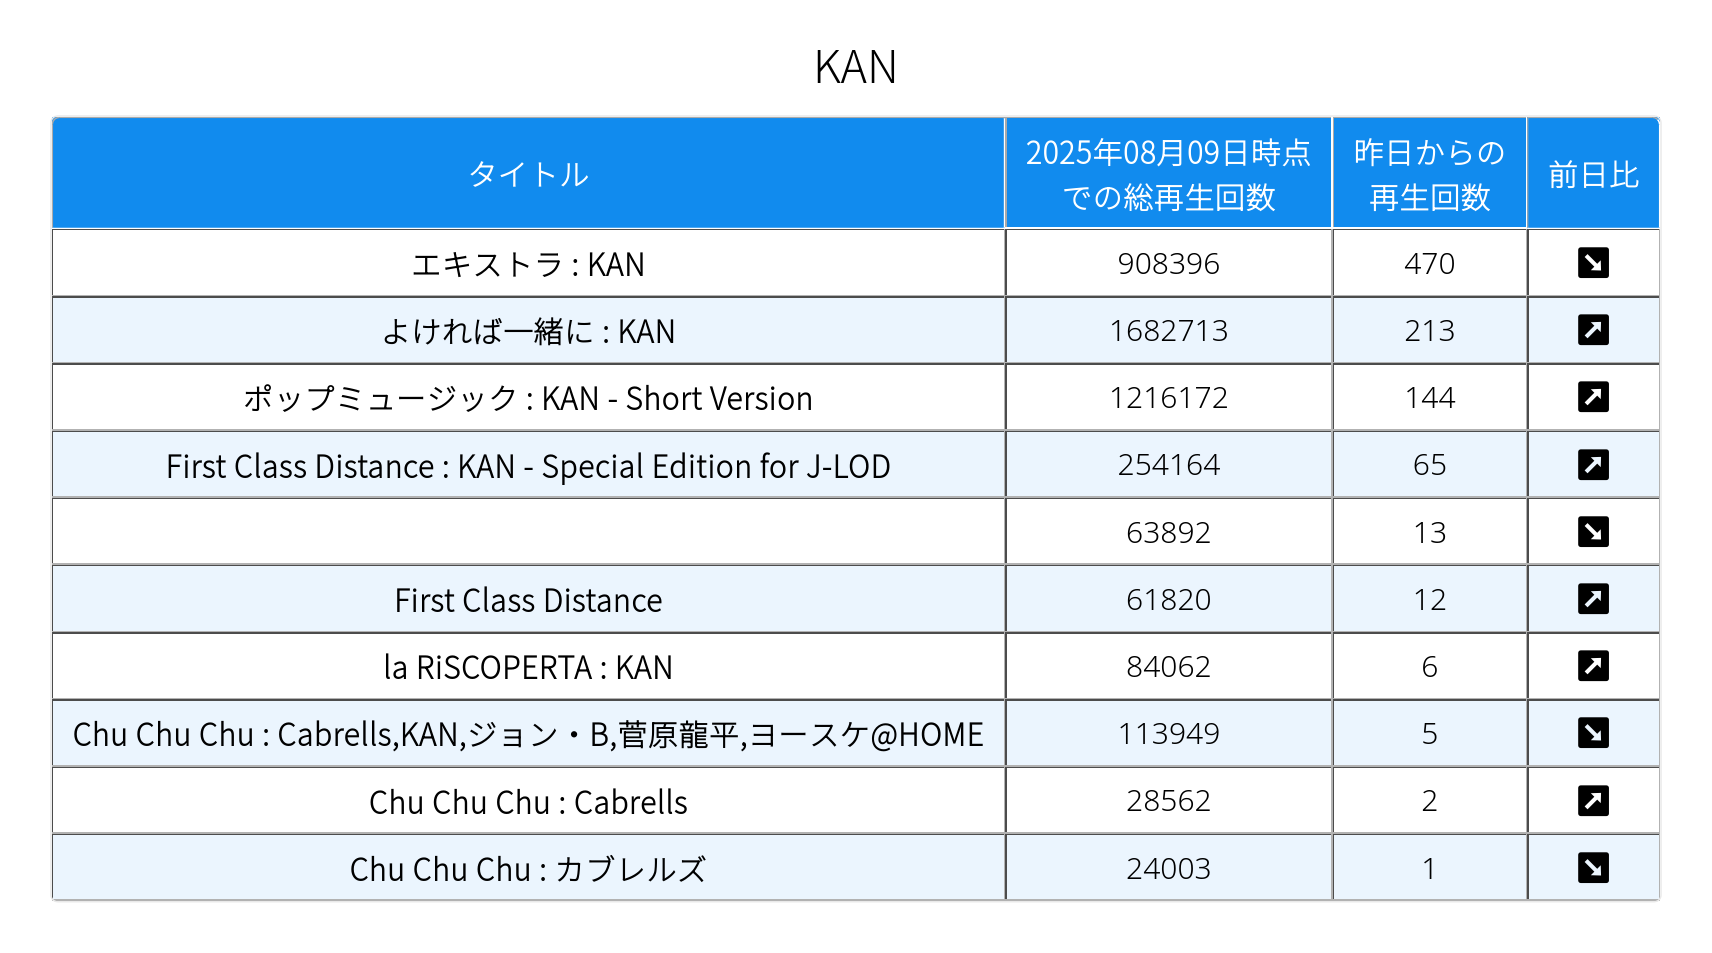 KAN
タイトル 2025年08月09日時点での総再生回数 昨日からの再生回数 前日比
エキストラ : KAN 908396 470
よければ一緒に : KAN 1682713 213
ポップミュージック : KAN - Short Version 1216172 144
First Class Distance : KAN - Special Edition for J-LOD 254164 65
63892 13
First Class Distance 61820 12
la RiSCOPERTA : KAN 84062 6
Chu Chu Chu : Cabrells,KAN,ジョン・B,菅原龍平,ヨースケ@HOME 113949 5
Chu Chu Chu : Cabrells 28562 2
Chu Chu Chu : カブレルズ 24003 1